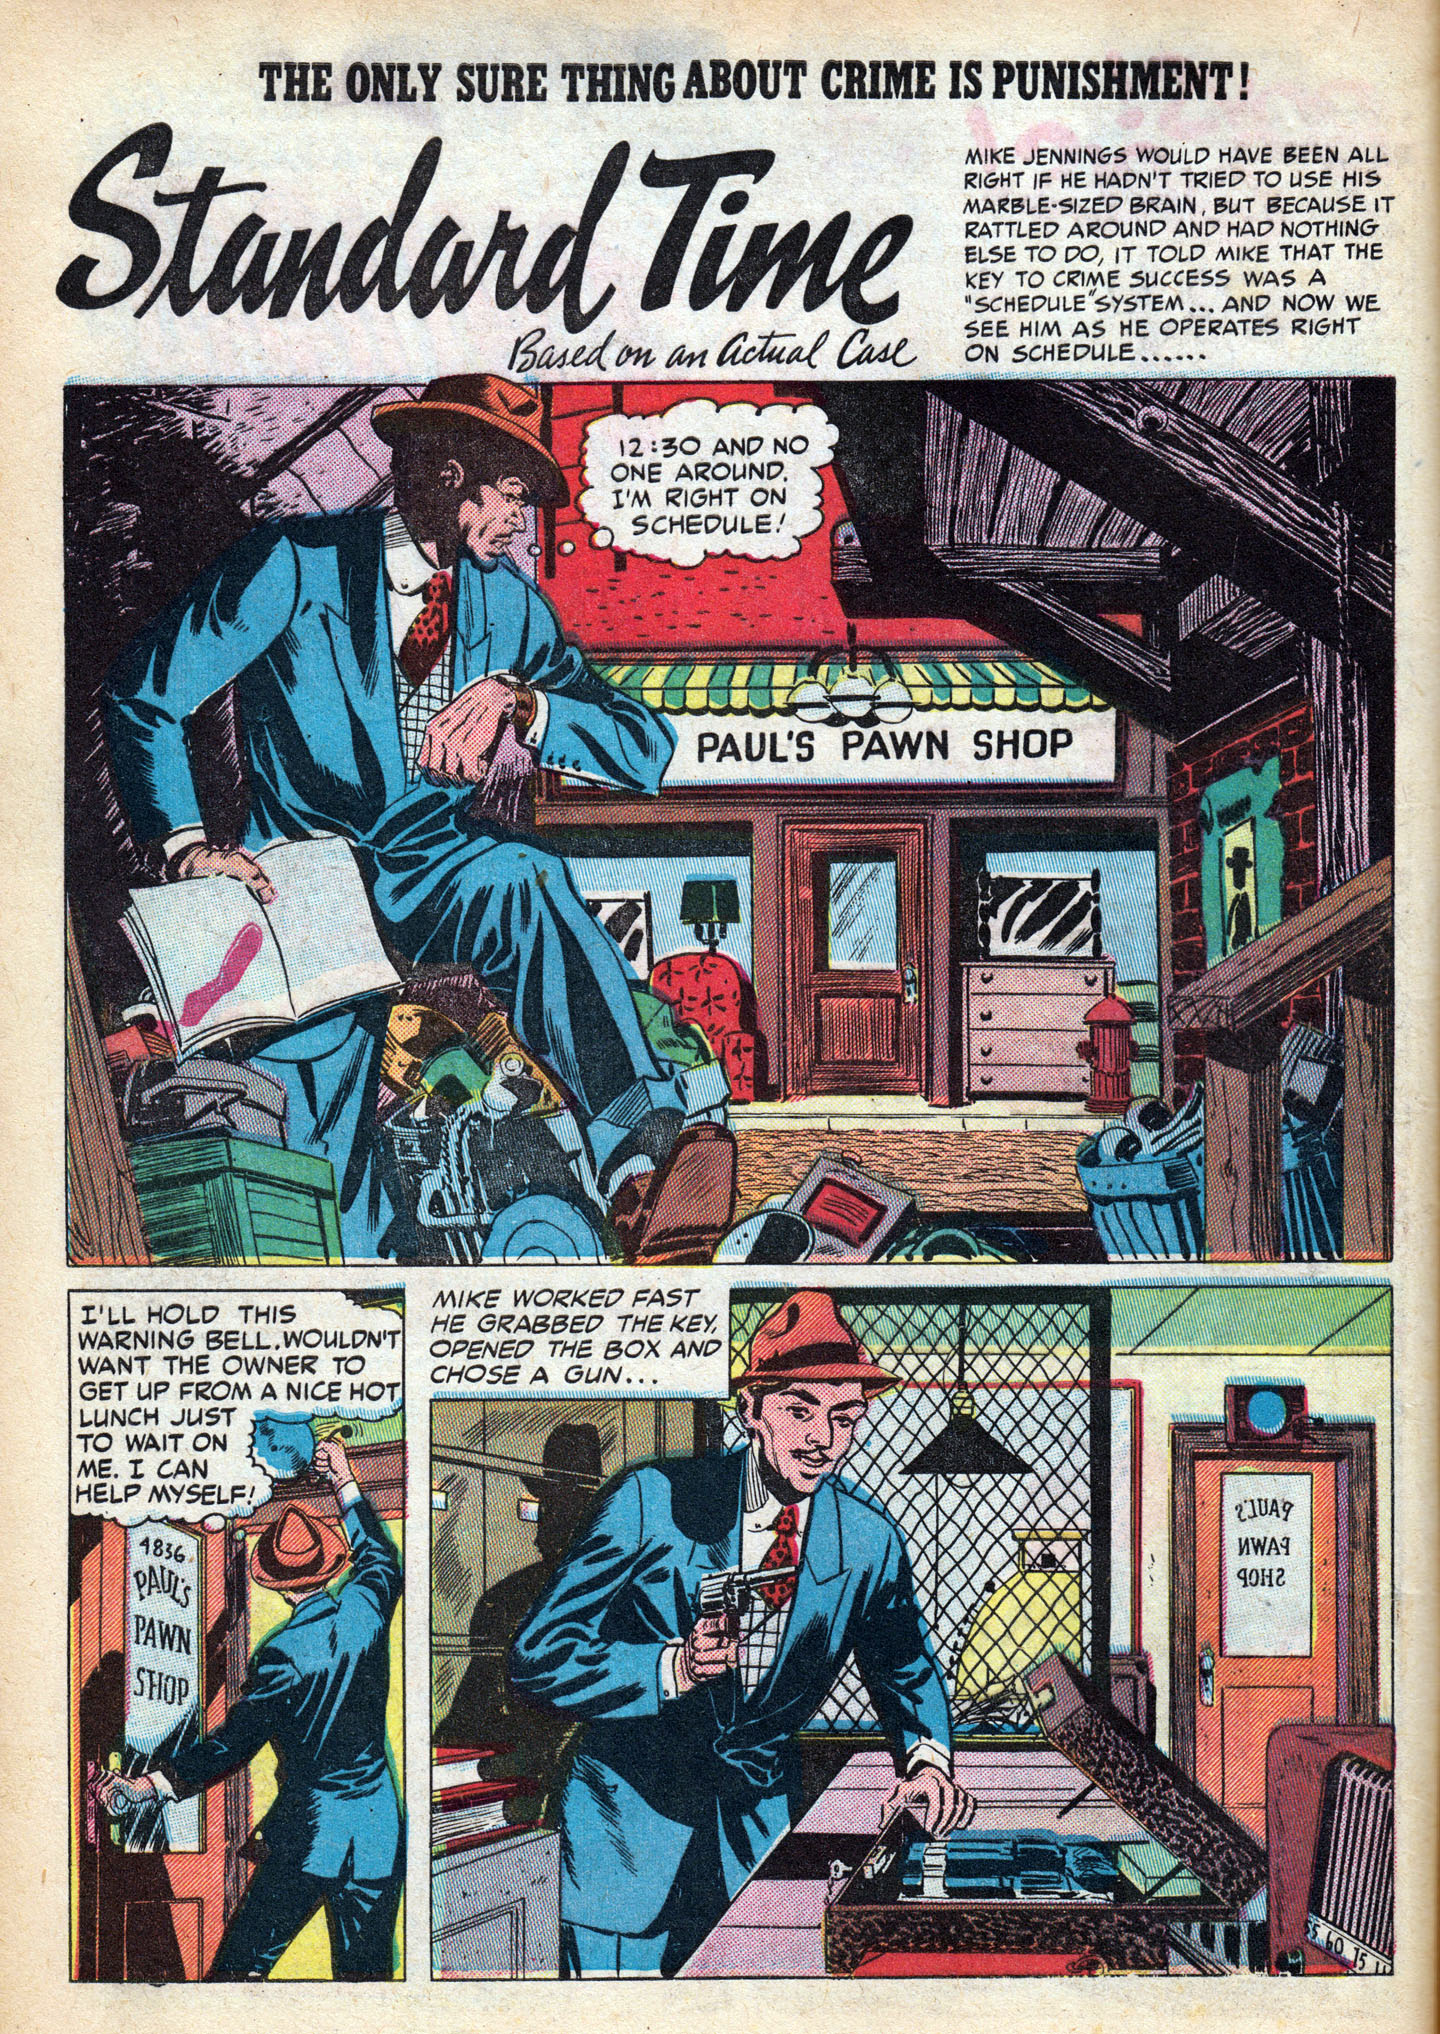 THE ONLY SURE THING ABOUT CRIME IS PUNISHMENT!
Standard Time
Based on an Actual Case
MIKE JENNINGS WOULD HAVE BEEN ALL
RIGHT IF HE HADN'T TRIED TO USE HIS
MARBLE-SIZED BRAIN, BUT BECAUSE IT
RATTLED AROUND AND HAD NOTHING
ELSE TO DO, IT TOLD MIKE THAT THE
KEY TO CRIME SUCCESS WAS A
"SCHEDULE" SYSTEM... AND NOW WE
SEE HIM AS HE OPERATES RIGHT
ON SCHEDULE......
12:30 AND NO
ONE AROUND.
I'M RIGHT ON
SCHEDULE!
PAUL'S PAWN SHOP
I'LL HOLD THIS
WARNING BELL. WOULDN'T
WANT THE OWNER TO
GET UP FROM A NICE HOT
LUNCH JUST
TO WAIT ON
ME. I CAN
HELP MYSELF!
4836
PAUL'S
PAWN
SHOP
MIKE WORKED FAST
HE GRABBED THE KEY,
OPENED THE BOX AND
CHOSE A GUN...
PAUL'S
PAWN
SHOP
55 60 75